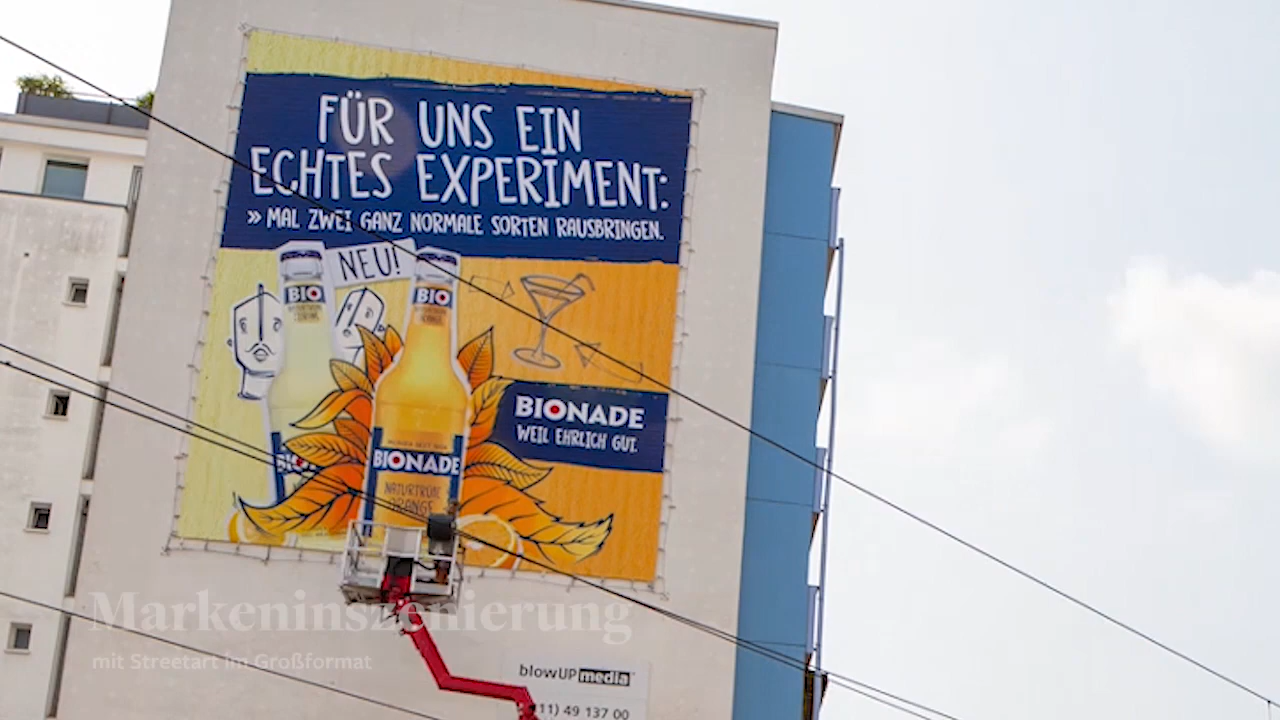 FÜR UNS EIN
ECHTES EXPERIMENT:
» MAL ZWEI GANZ NORMALE SORTEN RAUSBRINGEN.
NEU!
BIO
BIO
BIONADE
WEIL EHRLICH GUT.
BIONADE
NATURTRÜBE
ORANGE
Markeninszenierung
mit Streetart im Großformat
blowUP media
11) 49 137 00